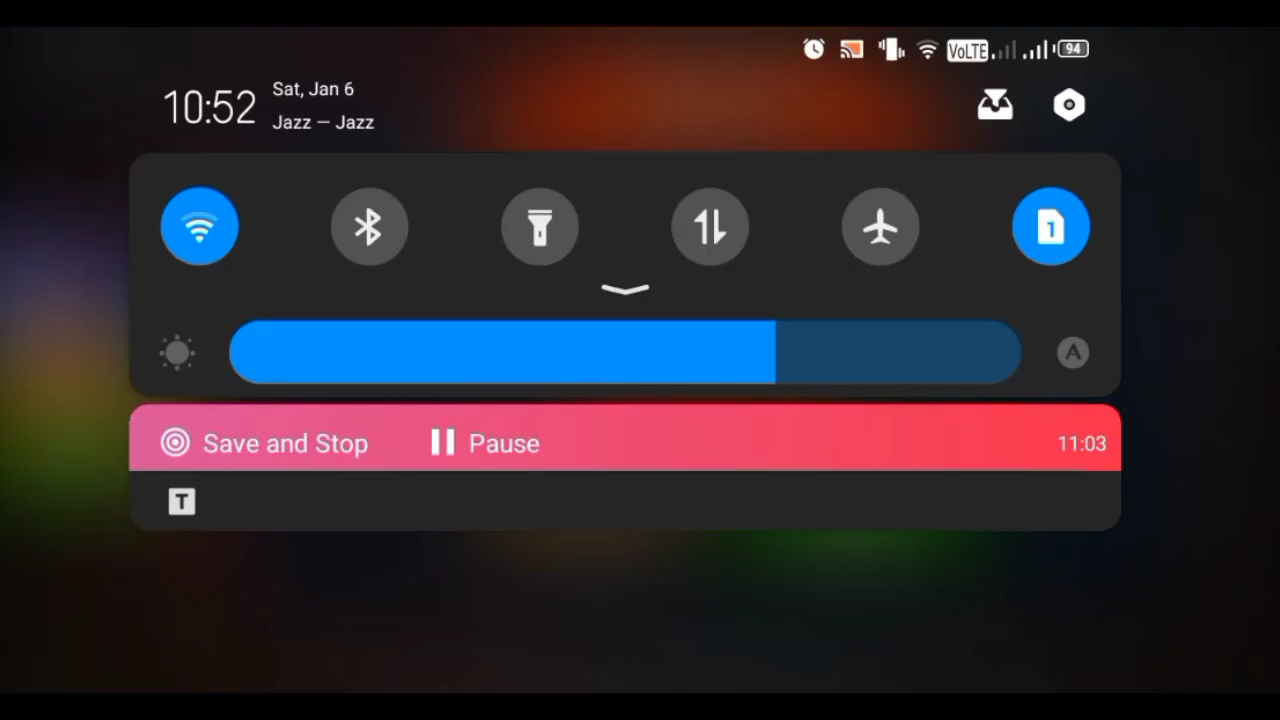 VoLTE 94
10:52
Sat, Jan 6
Jazz — Jazz
1
A
Save and Stop Pause 11:03
T